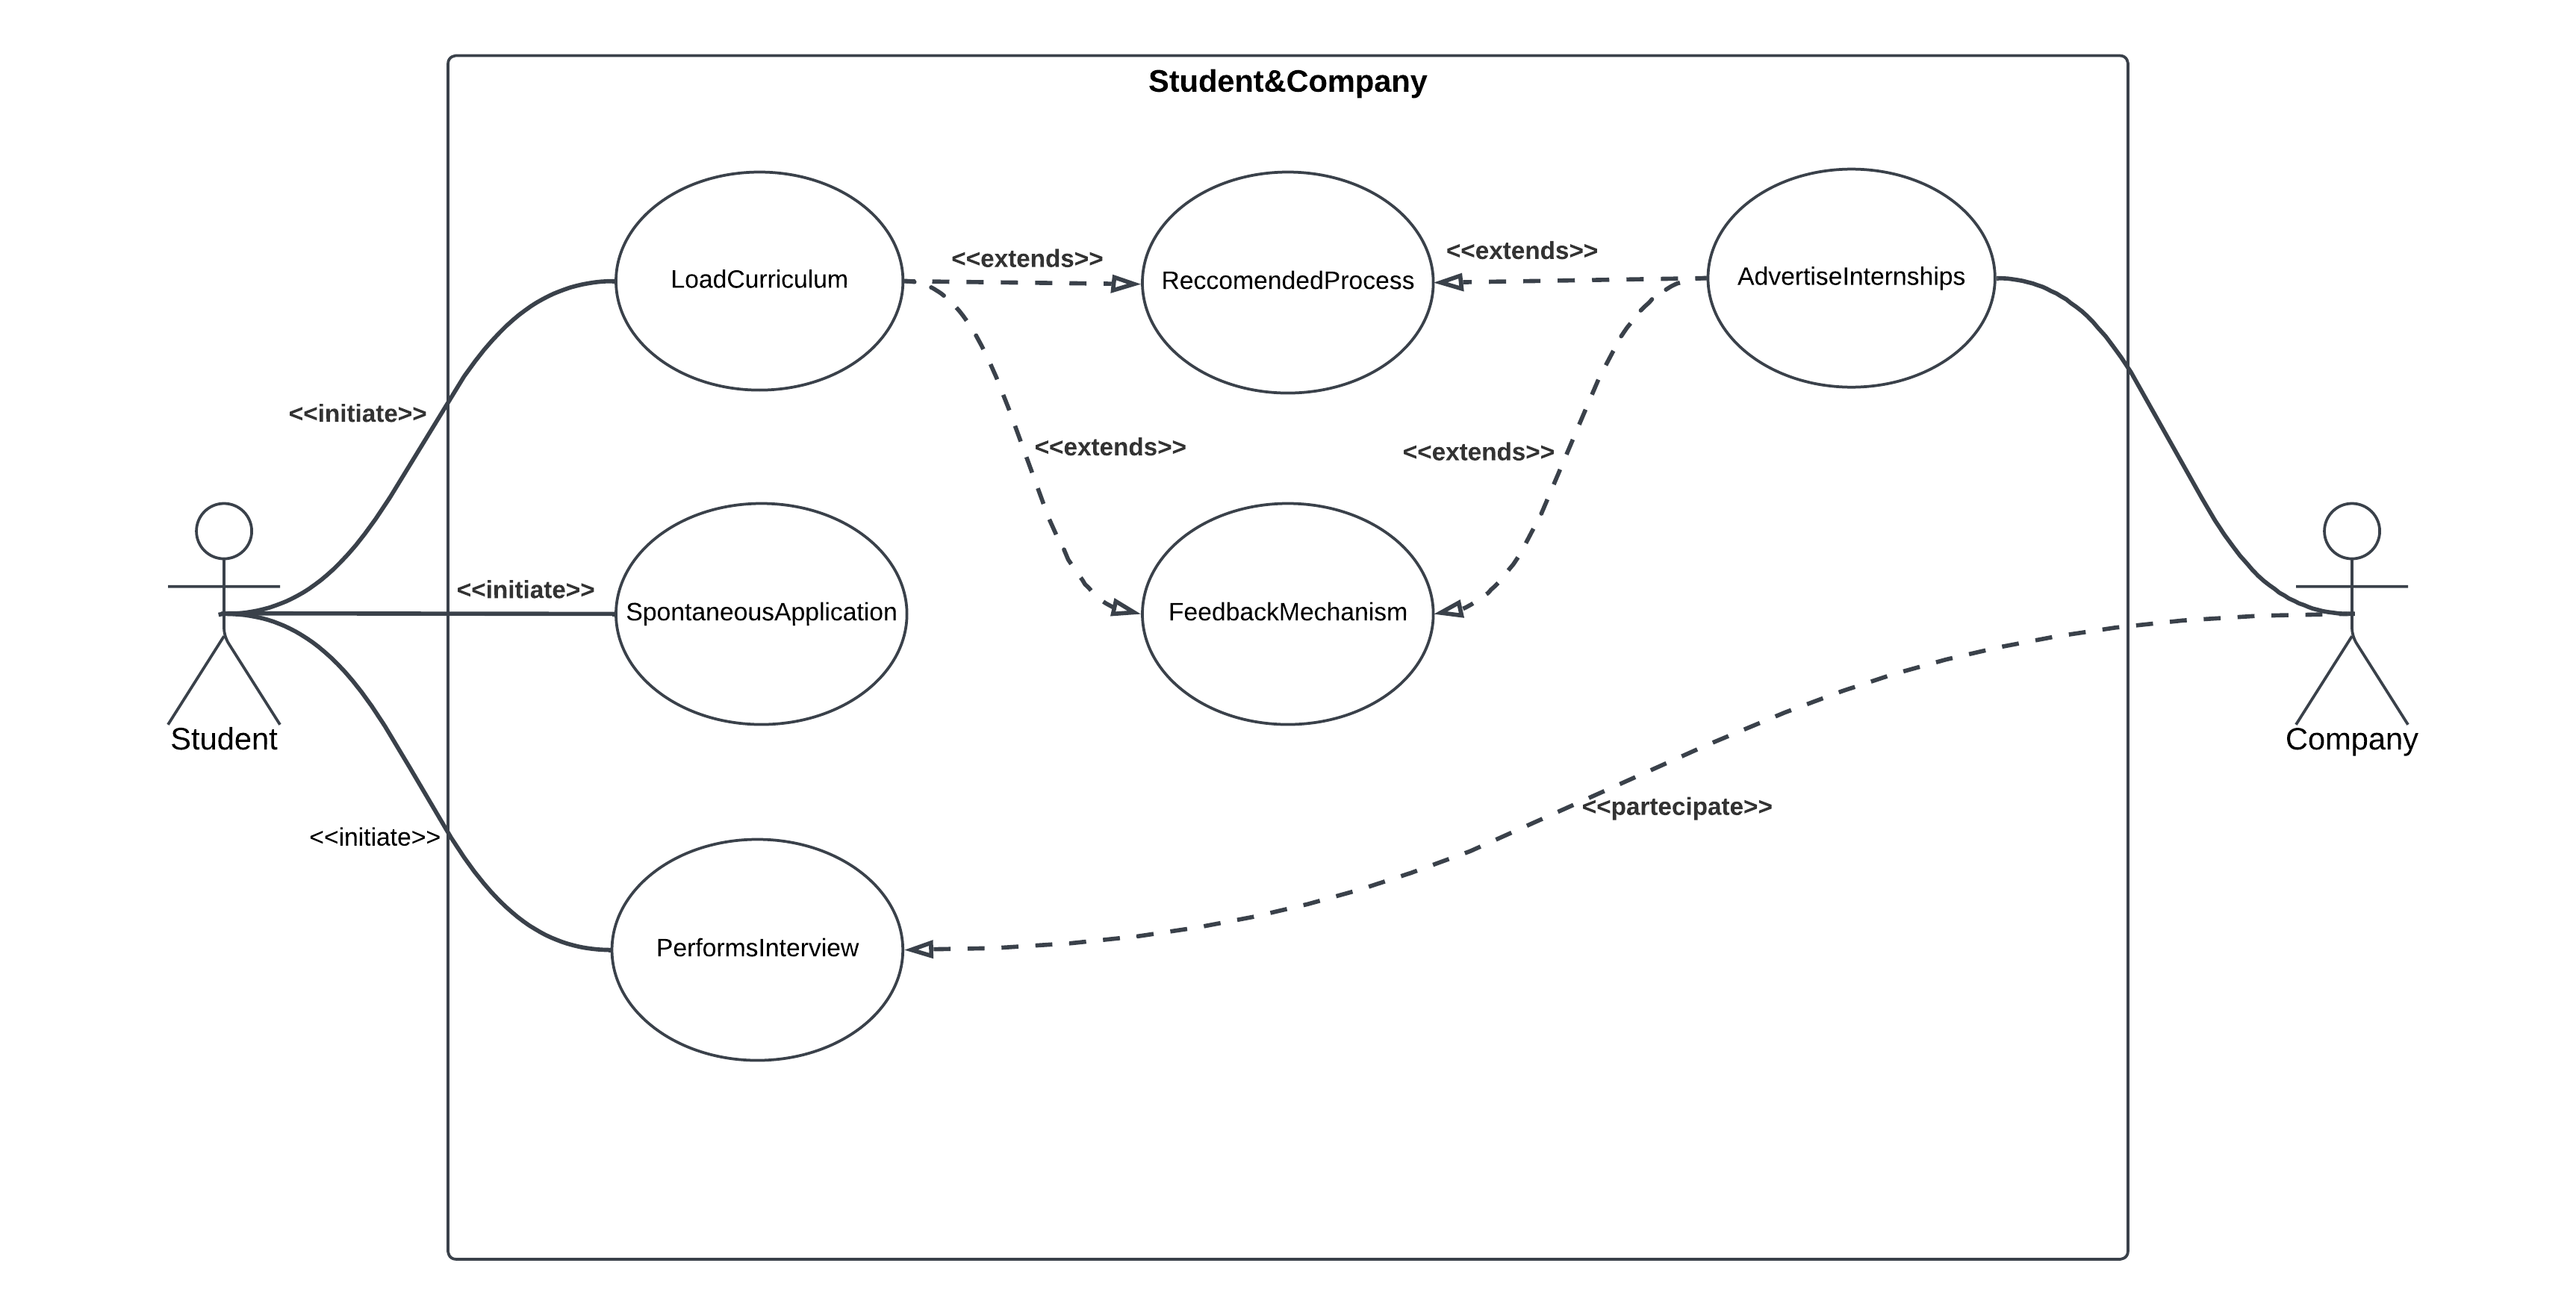 Student&Company
<<extends>>
<<extends>>
LoadCurriculum
ReccomendedProcess
AdvertiseInternships
<<initiate>>
<<extends>>
<<extends>>
<<initiate>>
SpontaneousApplication
FeedbackMechanism
Student
Company
<<partecipate>>
<<initiate>>
PerformsInterview